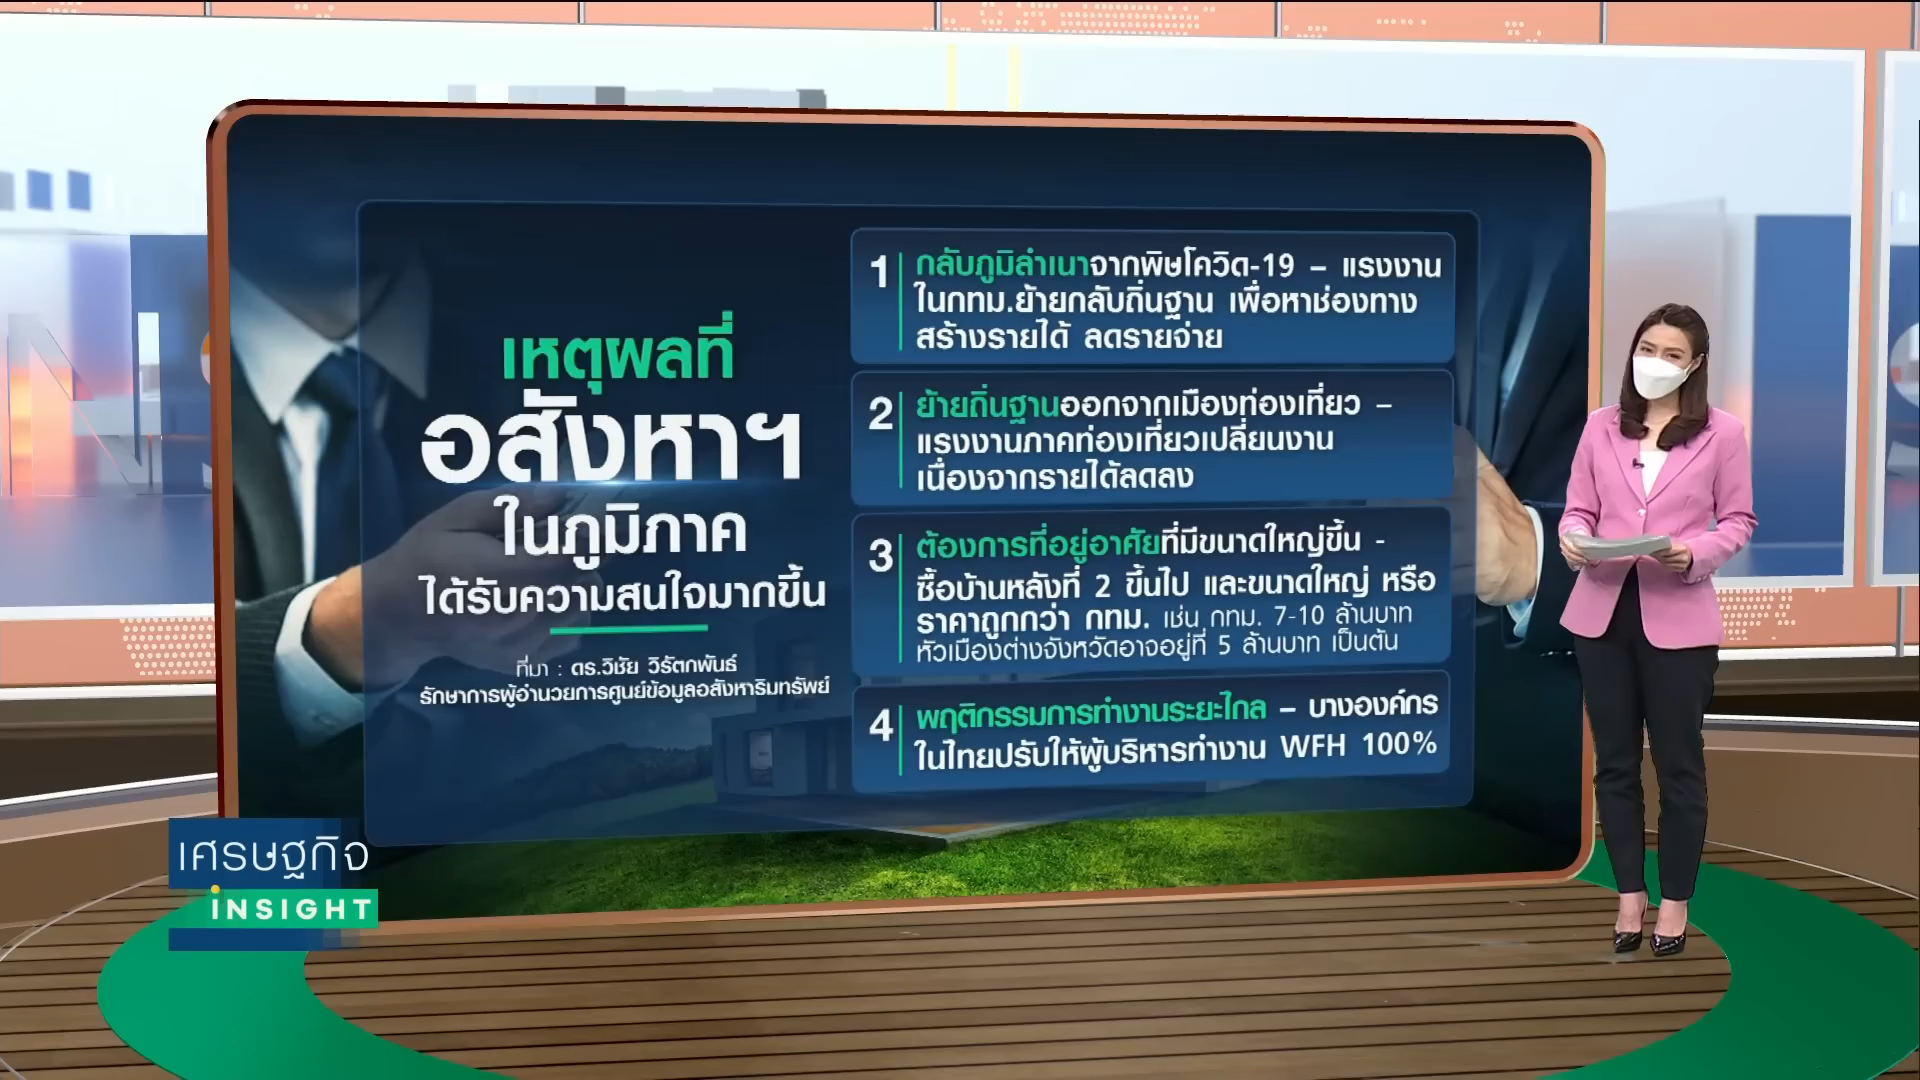 เหตุผลที่
อสังหาฯ
ในภูมิภาค
ได้รับความสนใจมากขึ้น
ที่มา : ดร.วิชัย วิรัตกพันธ์
รักษาการผู้อำนวยการศูนย์ข้อมูลอสังหาริมทรัพย์
1
กลับภูมิลำเนาจากพิษโควิด-19 – แรงงาน
ในกทม.ย้ายกลับถิ่นฐาน เพื่อหาช่องทาง
สร้างรายได้ ลดรายจ่าย
2
ย้ายถิ่นฐานออกจากเมืองท่องเที่ยว –
แรงงานภาคท่องเที่ยวเปลี่ยนงาน
เนื่องจากรายได้ลดลง
3
ต้องการที่อยู่อาศัยที่มีขนาดใหญ่ขึ้น -
ซื้อบ้านหลังที่ 2 ขึ้นไป และขนาดใหญ่ หรือ
ราคาถูกกว่า กทม. เช่น กทม. 7-10 ล้านบาท
หัวเมืองต่างจังหวัดอาจอยู่ที่ 5 ล้านบาท เป็นต้น
4
พฤติกรรมการทำงานระยะไกล – บางองค์กร
ในไทยปรับให้ผู้บริหารทำงาน WFH 100%
เศรษฐกิจ
iNSIGHT